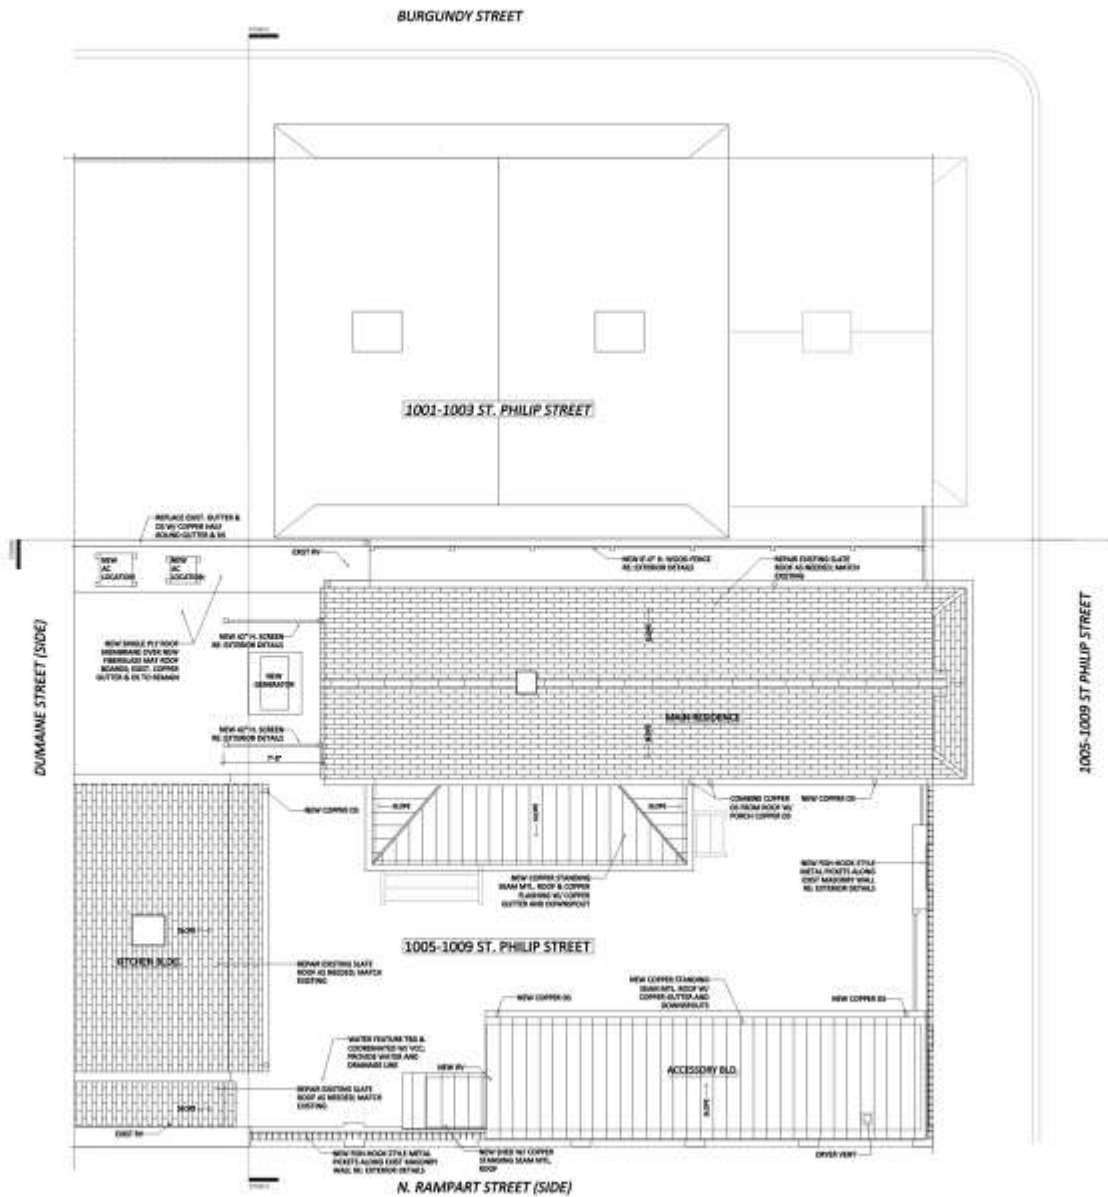 BURGUNDY STREET
1001-1003 ST. PHILIP STREET
REPLACE EXIST. GUTTER &
DS W/ COPPER HALF
ROUND GUTTER & DS
NEW
AC
LOCATION
NEW
AC
LOCATION
EXIST RV
NEW 8'-0" H. WOOD FENCE
RE: EXTERIOR DETAILS
REPAIR EXISTING SLATE
ROOF AS NEEDED; MATCH
EXISTING
SLOPE
NEW 42" H. SCREEN
RE: EXTERIOR DETAILS
NEW SINGLE PLY ROOF
MEMBRANE OVER NEW
FIBERGLASS MAT ROOF
BOARDS; EXIST. COPPER
GUTTER & DS TO REMAIN
NEW
GENERATOR
MAIN RESIDENCE
SLOPE
NEW 42" H. SCREEN
RE: EXTERIOR DETAILS
DUMAINE STREET (SIDE)
1005-1009 ST PHILIP STREET
NEW COPPER DS
SLOPE
SLOPE
SLOPE
COMBINE COPPER
DS FROM ROOF W/
PORCH COPPER DS
NEW COPPER DS
NEW COPPER STANDING
SEAM MTL. ROOF & COPPER
FLASHING W/ COPPER
GUTTER AND DOWNSPOUT
NEW FISH-HOOK STYLE
METAL PICKETS ALONG
EXIST MASONRY WALL
RE: EXTERIOR DETAILS
SLOPE
KITCHEN BLDG.
1005-1009 ST. PHILIP STREET
REPAIR EXISTING SLATE
ROOF AS NEEDED; MATCH
EXISTING
NEW COPPER STANDING
SEAM MTL. ROOF W/
COPPER GUTTER AND
DOWNSPOUTS
NEW COPPER DS
NEW COPPER DS
WATER FEATURE TBD &
COORDINATED W/ VCC;
PROVIDE WATER AND
DRAINAGE LINE
NEW RV
ACCESSORY BLD.
REPAIR EXISTING SLATE
ROOF AS NEEDED; MATCH
EXISTING
SLOPE
SLOPE
EXIST RV
NEW FISH-HOOK STYLE METAL
PICKETS ALONG EXIST MASONRY
WALL RE: EXTERIOR DETAILS
NEW SHED W/ COPPER
STANDING SEAM MTL.
ROOF
DRYER VENT
N. RAMPART STREET (SIDE)